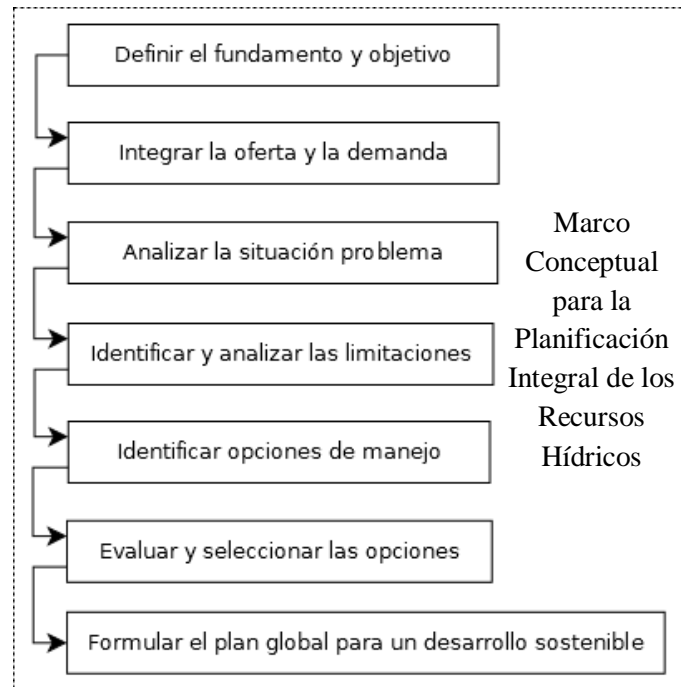 Definir el fundamento y objetivo
Integrar la oferta y la demanda
Analizar la situación problema
Identificar y analizar las limitaciones
Identificar opciones de manejo
Evaluar y seleccionar las opciones
Formular el plan global para un desarrollo sostenible
Marco
Conceptual
para la
Planificación
Integral de los
Recursos
Hídricos